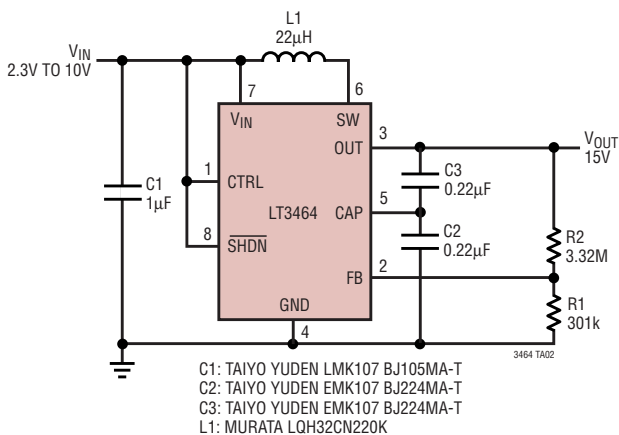 L1
22µH
V_IN
2.3V TO 10V
7
6
V_IN
SW
3
OUT
V_OUT
15V
C3
0.22µF
1
CTRL
C1
1µF
LT3464
CAP
5
C2
0.22µF
R2
3.32M
8
SHDN
FB
2
GND
4
R1
301k
3464 TA02
C1: TAIYO YUDEN LMK107 BJ105MA-T
C2: TAIYO YUDEN EMK107 BJ224MA-T
C3: TAIYO YUDEN EMK107 BJ224MA-T
L1: MURATA LQH32CN220K